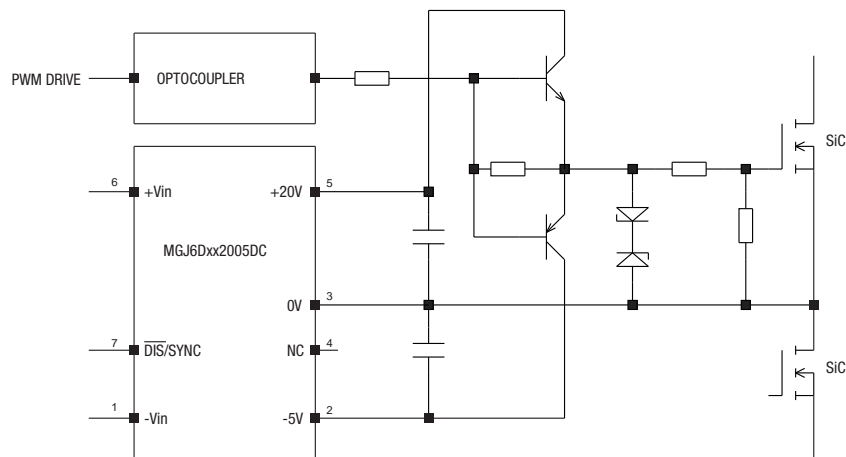 PWM DRIVE
OPTOCOUPLER
SiC
6
+Vin
+20V
5
MGJ6Dxx2005DC
0V
3
7
DIS/SYNC
NC
4
SiC
1
-Vin
-5V
2